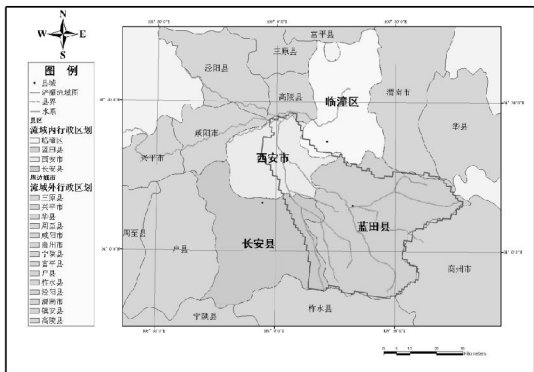 N
W E
S
图 例
县城
浐灞流域图
县界
水系
县区
流域内行政区划
临潼区
蓝田县
西安市
长安县
周边城市
流域外行政区划
三原县
兴平市
华县
周至县
咸阳市
商州市
宁陕县
富平县
户县
柞水县
泾阳县
渭南市
镇安县
高陵县
富平县
三原县
泾阳县
高陵县
临潼区
渭南市
华县
咸阳市
兴平市
西安市
周至县
户县
长安县
蓝田县
商州市
宁陕县
柞水县
Kilometers